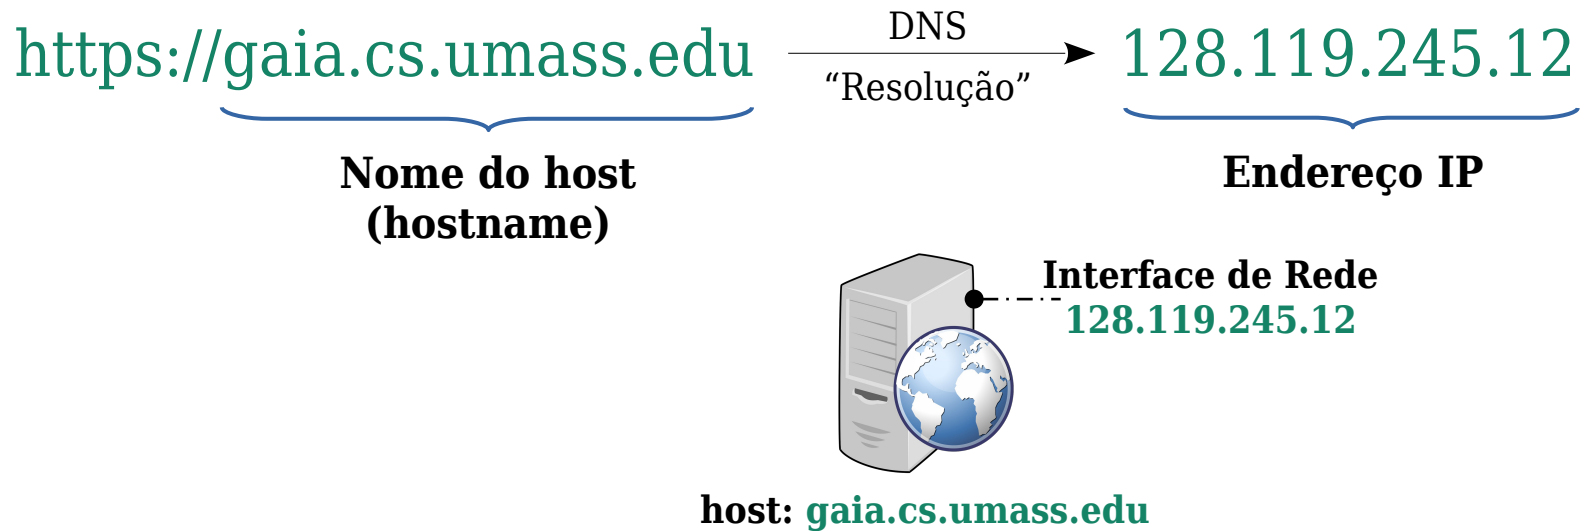 https://gaia.cs.umass.edu
DNS
“Resolução”
128.119.245.12
Nome do host
(hostname)
Endereço IP
Interface de Rede
128.119.245.12
host: gaia.cs.umass.edu